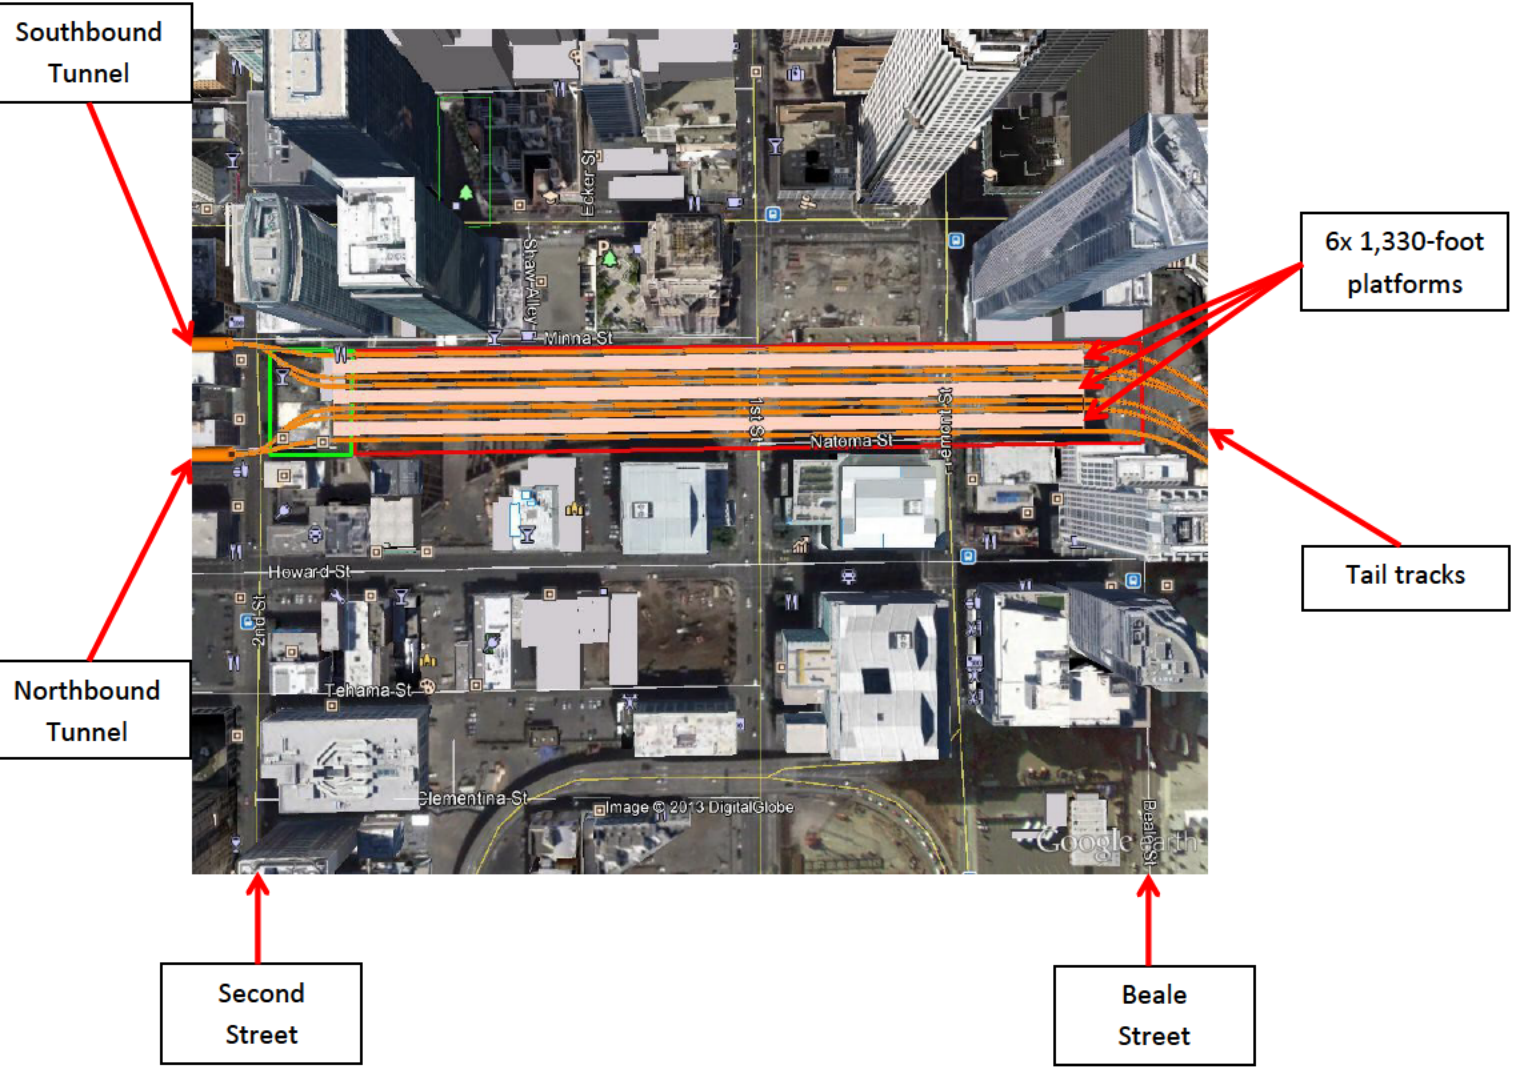 Southbound
Tunnel
Ecker St
Shaw Alley
6x 1,330-foot
platforms
Minna St
1st St
Fremont St
Natoma St
Tail tracks
Howard St
2nd St
Northbound
Tunnel
Tehama St
Clementina St
Image © 2013 DigitalGlobe
Google earth
Beale St
Second
Street
Beale
Street